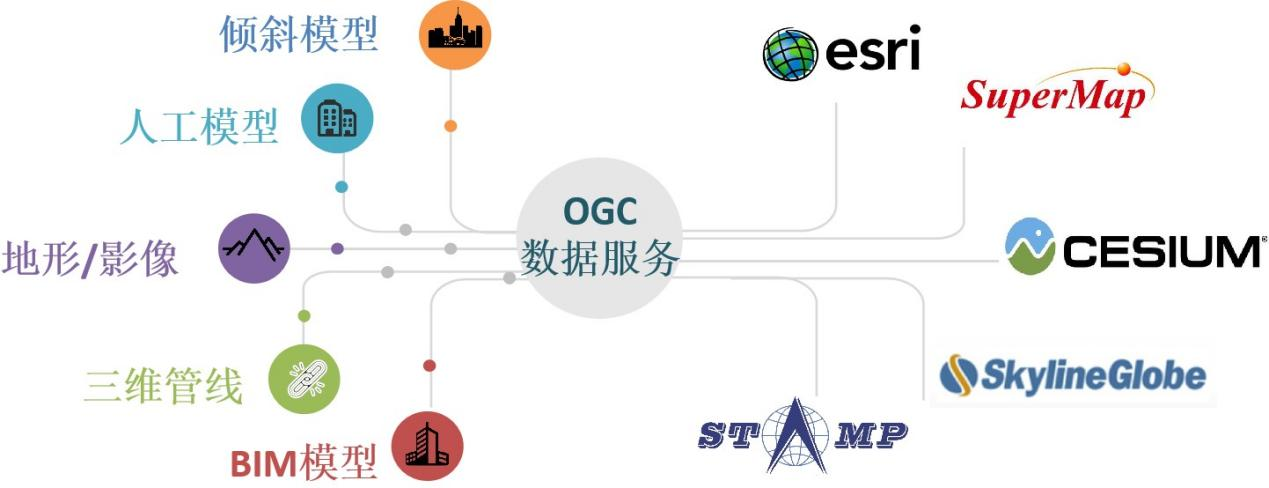 倾斜模型
人工模型
地形/影像
三维管线
BIM模型
OGC
数据服务
esri
SuperMap
CESIUM®
SkylineGlobe
STAMP